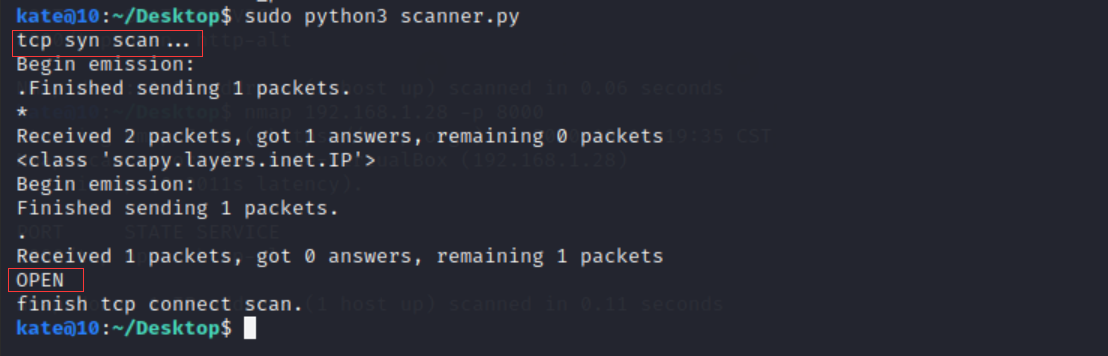 kate@10:~/Desktop$ sudo python3 scanner.py
tcp syn scan...
Begin emission:
.Finished sending 1 packets.
*
Received 2 packets, got 1 answers, remaining 0 packets
<class 'scapy.layers.inet.IP'>
Begin emission:
Finished sending 1 packets.
.
Received 1 packets, got 0 answers, remaining 1 packets
OPEN
finish tcp connect scan.
kate@10:~/Desktop$